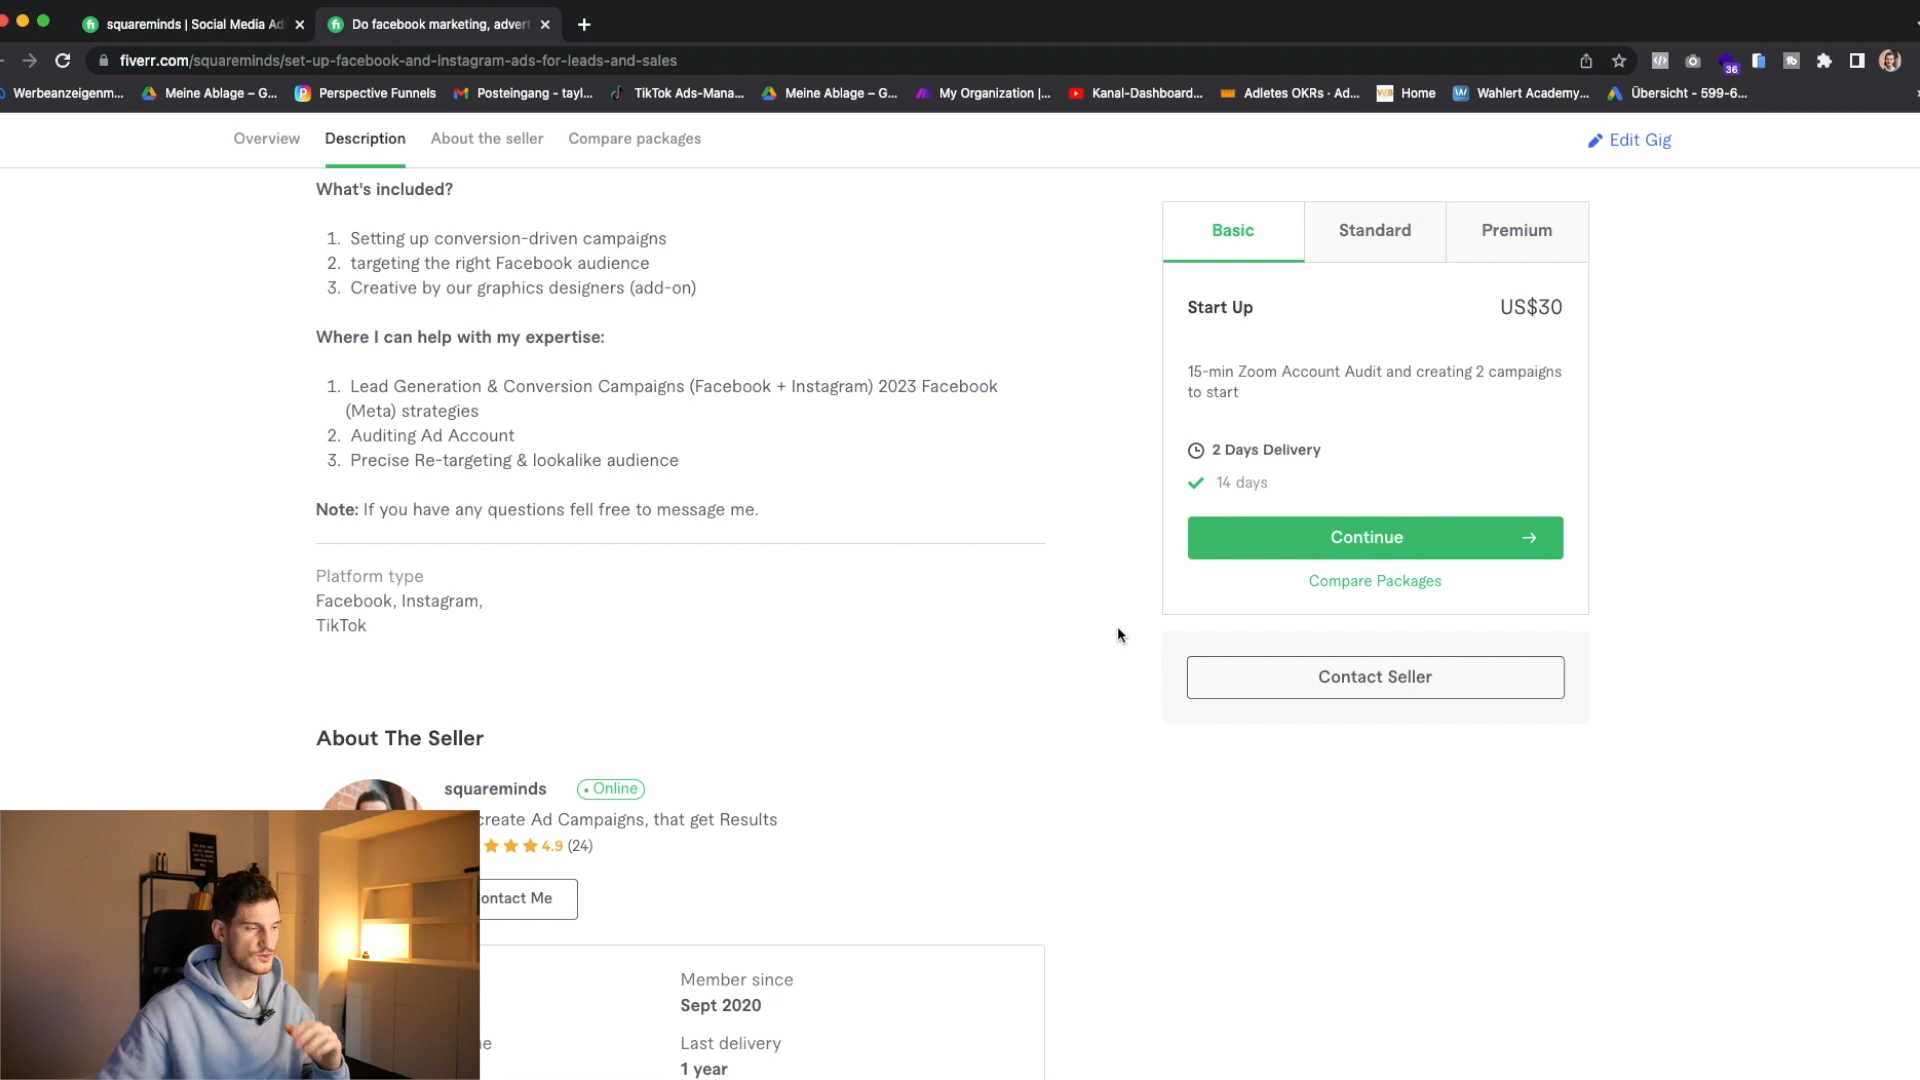 squareminds | Social Media Ad
Do facebook marketing, advert
fiverr.com/squareminds/set-up-facebook-and-instagram-ads-for-leads-and-sales
36
Werbeanzeigenm...
Meine Ablage – G...
Perspective Funnels
Posteingang - tayl...
TikTok Ads-Mana...
Meine Ablage – G...
My Organization |...
Kanal-Dashboard...
Adletes OKRs · Ad...
Home
Wahlert Academy...
Übersicht - 599-6...
Overview
Description
About the seller
Compare packages
Edit Gig
What's included?
1. Setting up conversion-driven campaigns
2. targeting the right Facebook audience
3. Creative by our graphics designers (add-on)
Where I can help with my expertise:
1. Lead Generation & Conversion Campaigns (Facebook + Instagram) 2023 Facebook
(Meta) strategies
2. Auditing Ad Account
3. Precise Re-targeting & lookalike audience
Note: If you have any questions fell free to message me.
Platform type
Facebook, Instagram,
TikTok
Basic
Standard
Premium
Start Up
US$30
15-min Zoom Account Audit and creating 2 campaigns
to start
2 Days Delivery
14 days
Continue
Compare Packages
Contact Seller
About The Seller
squareminds
Online
create Ad Campaigns, that get Results
4.9 (24)
ontact Me
Member since
Sept 2020
Last delivery
1 year